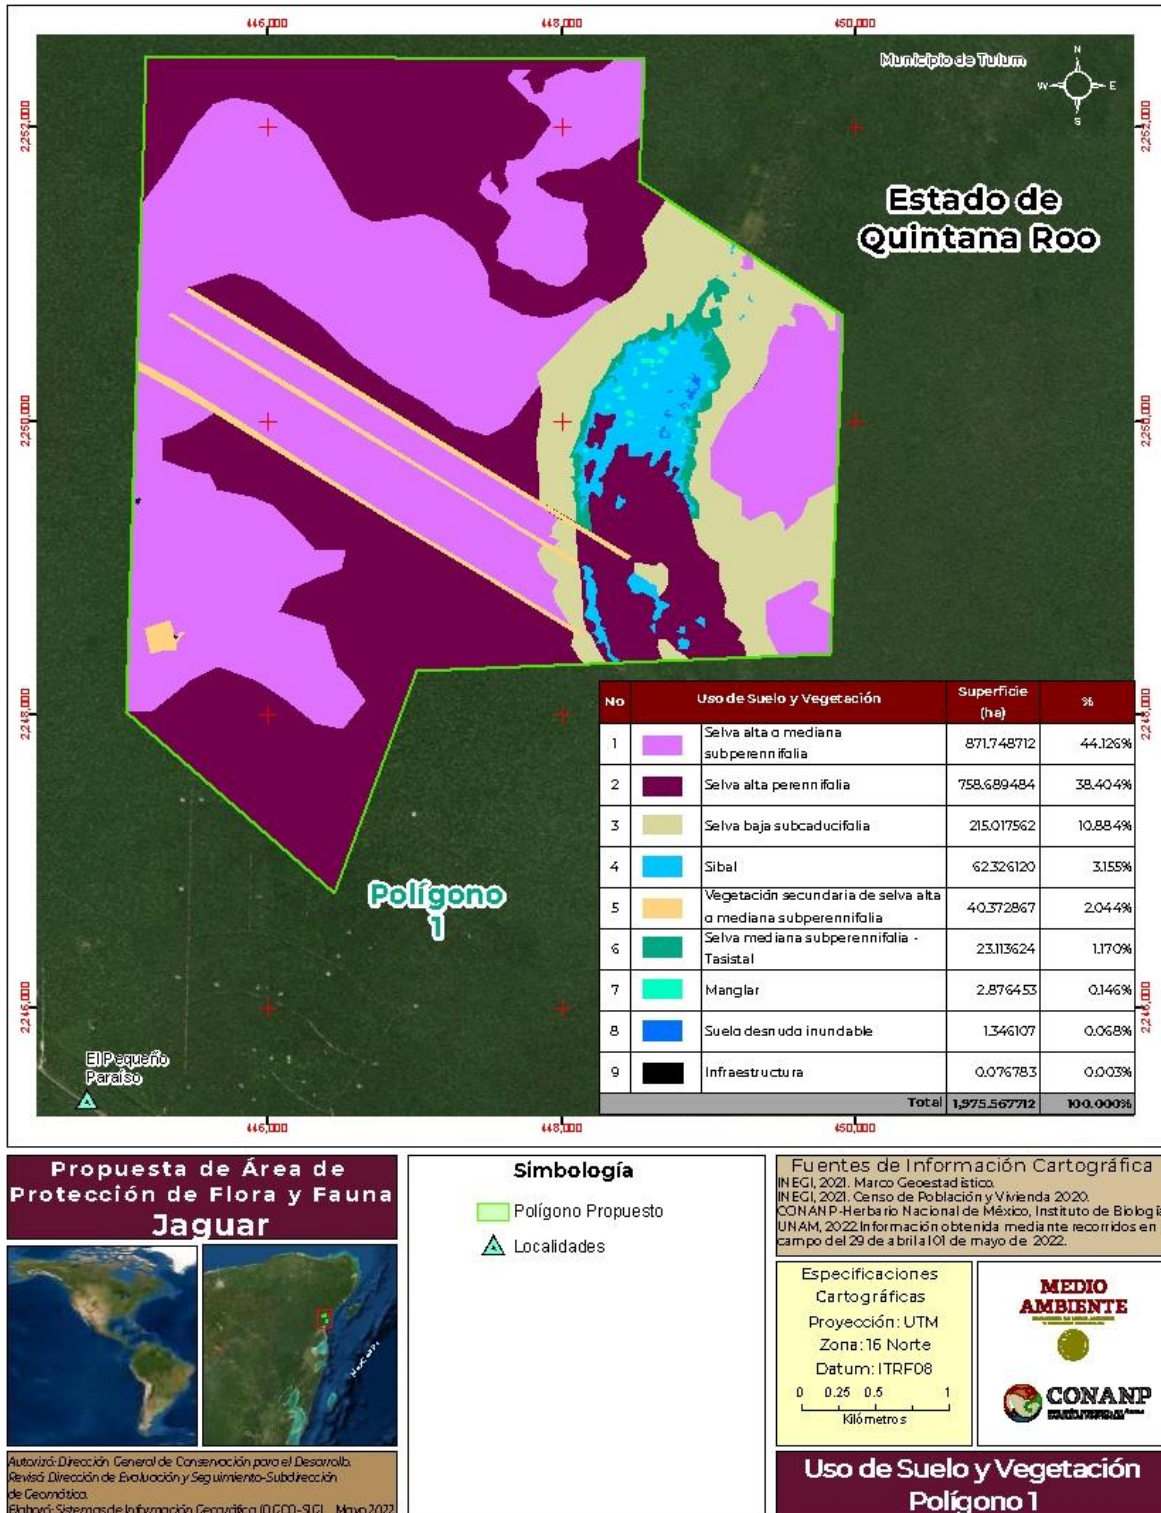 446,000
448,000
450,000
Municipio de Tulum
N
W
E
S
2,252,000
2,252,000
Estado de
Quintana Roo
2,250,000
2,250,000
2,248,000
2,248,000
Polígono
1
2,246,000
2,246,000
El Pequeño
Paraíso
No Uso de Suelo y Vegetación Superficie (ha) %
1 Selva alta o mediana subperennifolia 871.748712 44.126%
2 Selva alta perennifolia 758.689484 38.404%
3 Selva baja subcaducifolia 215.017562 10.884%
4 Sibal 62.326120 3.155%
5 Vegetación secundaria de selva alta o mediana subperennifolia 40.372867 2.044%
6 Selva mediana subperennifolia - Tasistal 23.113624 1.170%
7 Manglar 2.876453 0.146%
8 Suelo desnudo inundable 1.346107 0.068%
9 Infraestructura 0.076783 0.003%
Total 1,975.567712 100.000%
446,000
448,000
450,000
Propuesta de Área de
Protección de Flora y Fauna
Jaguar
Mar Caribe
Autorizó: Dirección General de Conservación para el Desarrollo.
Revisó: Dirección de Evaluación y Seguimiento-Subdirección
de Geomática.
Elaboró: Sistemas de Información Geográfica Mayo 2022
Simbología
Polígono Propuesto
Localidades
Fuentes de Información Cartográfica
INEGI, 2021. Marco Geoestadístico.
INEGI, 2021. Censo de Población y Vivienda 2020.
CONANP-Herbario Nacional de México, Instituto de Biología
UNAM, 2022.Información obtenida mediante recorridos en
campo del 29 de abril al 01 de mayo de 2022.
Especificaciones
Cartográficas
Proyección: UTM
Zona: 16 Norte
Datum: ITRF08
0 0.25 0.5 1
Kilómetros
MEDIO
AMBIENTE
CONANP
Uso de Suelo y Vegetación
Polígono 1